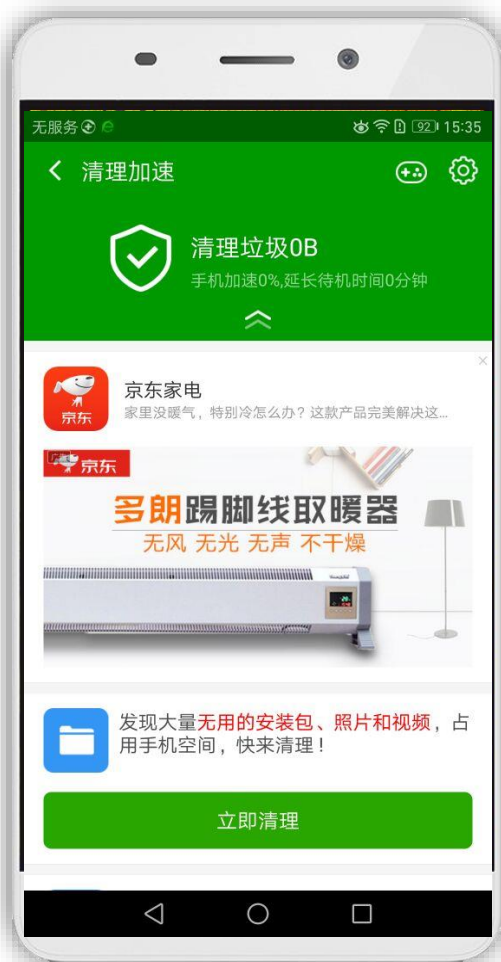 无服务
92 15:35
清理加速
清理垃圾0B
手机加速0%,延长待机时间0分钟
京东
京东家电
家里没暖气，特别冷怎么办？这款产品完美解决这...
京东
多朗踢脚线取暖器
无风 无光 无声 不干燥
发现大量无用的安装包、照片和视频，占
用手机空间，快来清理！
立即清理